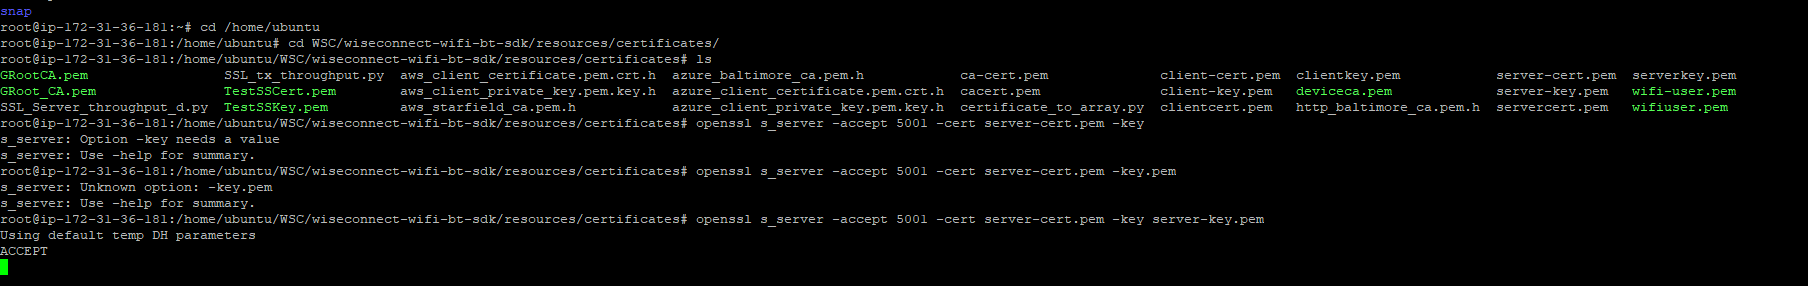 snap
root@ip-172-31-36-181:~# cd /home/ubuntu
root@ip-172-31-36-181:/home/ubuntu# cd WSC/wiseconnect-wifi-bt-sdk/resources/certificates/
root@ip-172-31-36-181:/home/ubuntu/WSC/wiseconnect-wifi-bt-sdk/resources/certificates# ls
GRootCA.pem SSL_tx_throughput.py aws_client_certificate.pem.crt.h azure_baltimore_ca.pem.h ca-cert.pem client-cert.pem clientkey.pem server-cert.pem serverkey.pem
GRoot_CA.pem TestSSCert.pem aws_client_private_key.pem.key.h azure_client_certificate.pem.crt.h cacert.pem client-key.pem deviceca.pem server-key.pem wifi-user.pem
SSL_Server_throughput_d.py TestSSKey.pem aws_starfield_ca.pem.h azure_client_private_key.pem.key.h certificate_to_array.py clientcert.pem http_baltimore_ca.pem.h servercert.pem wifiuser.pem
root@ip-172-31-36-181:/home/ubuntu/WSC/wiseconnect-wifi-bt-sdk/resources/certificates# openssl s_server -accept 5001 -cert server-cert.pem -key
s_server: Option -key needs a value
s_server: Use -help for summary.
root@ip-172-31-36-181:/home/ubuntu/WSC/wiseconnect-wifi-bt-sdk/resources/certificates# openssl s_server -accept 5001 -cert server-cert.pem -key.pem
s_server: Unknown option: -key.pem
s_server: Use -help for summary.
root@ip-172-31-36-181:/home/ubuntu/WSC/wiseconnect-wifi-bt-sdk/resources/certificates# openssl s_server -accept 5001 -cert server-cert.pem -key server-key.pem
Using default temp DH parameters
ACCEPT